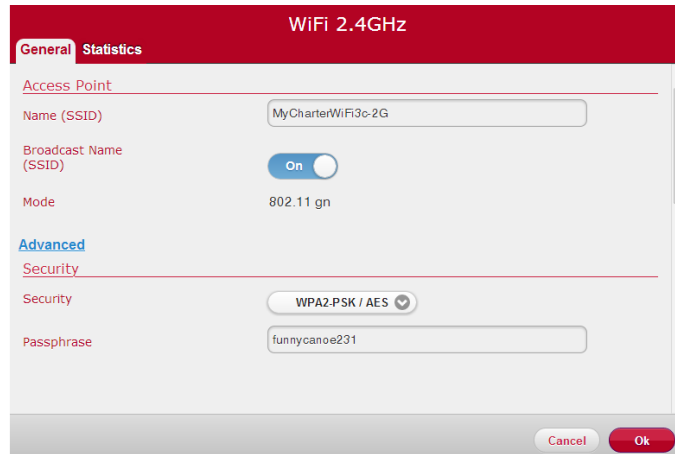 WiFi 2.4GHz
General Statistics
Access Point
Name (SSID) MyCharterWiFi3c-2G
Broadcast Name
(SSID) On
Mode 802.11 gn
Advanced
Security
Security WPA2-PSK / AES
Passphrase funnycanoe231
Cancel Ok